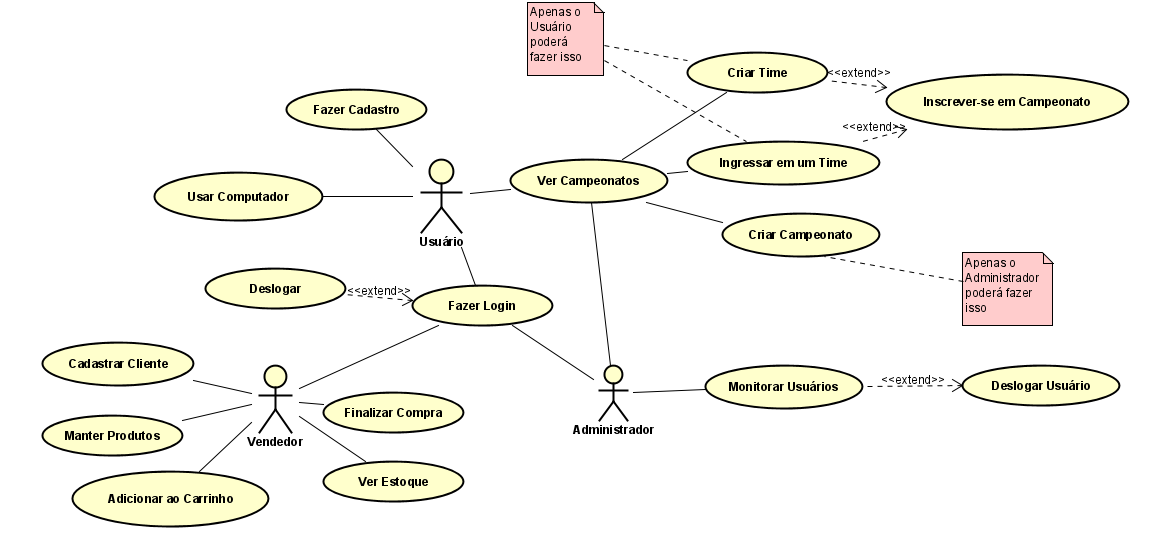 Apenas o
Usuário
poderá
fazer isso
Criar Time
<<extend>>
Inscrever-se em Campeonato
Fazer Cadastro
<<extend>>
Ingressar em um Time
Ver Campeonatos
Usar Computador
Usuário
Criar Campeonato
Apenas o
Administrador
poderá fazer
isso
Deslogar
<<extend>>
Fazer Login
Cadastrar Cliente
Monitorar Usuários
<<extend>>
Deslogar Usuário
Finalizar Compra
Manter Produtos
Vendedor
Administrador
Ver Estoque
Adicionar ao Carrinho